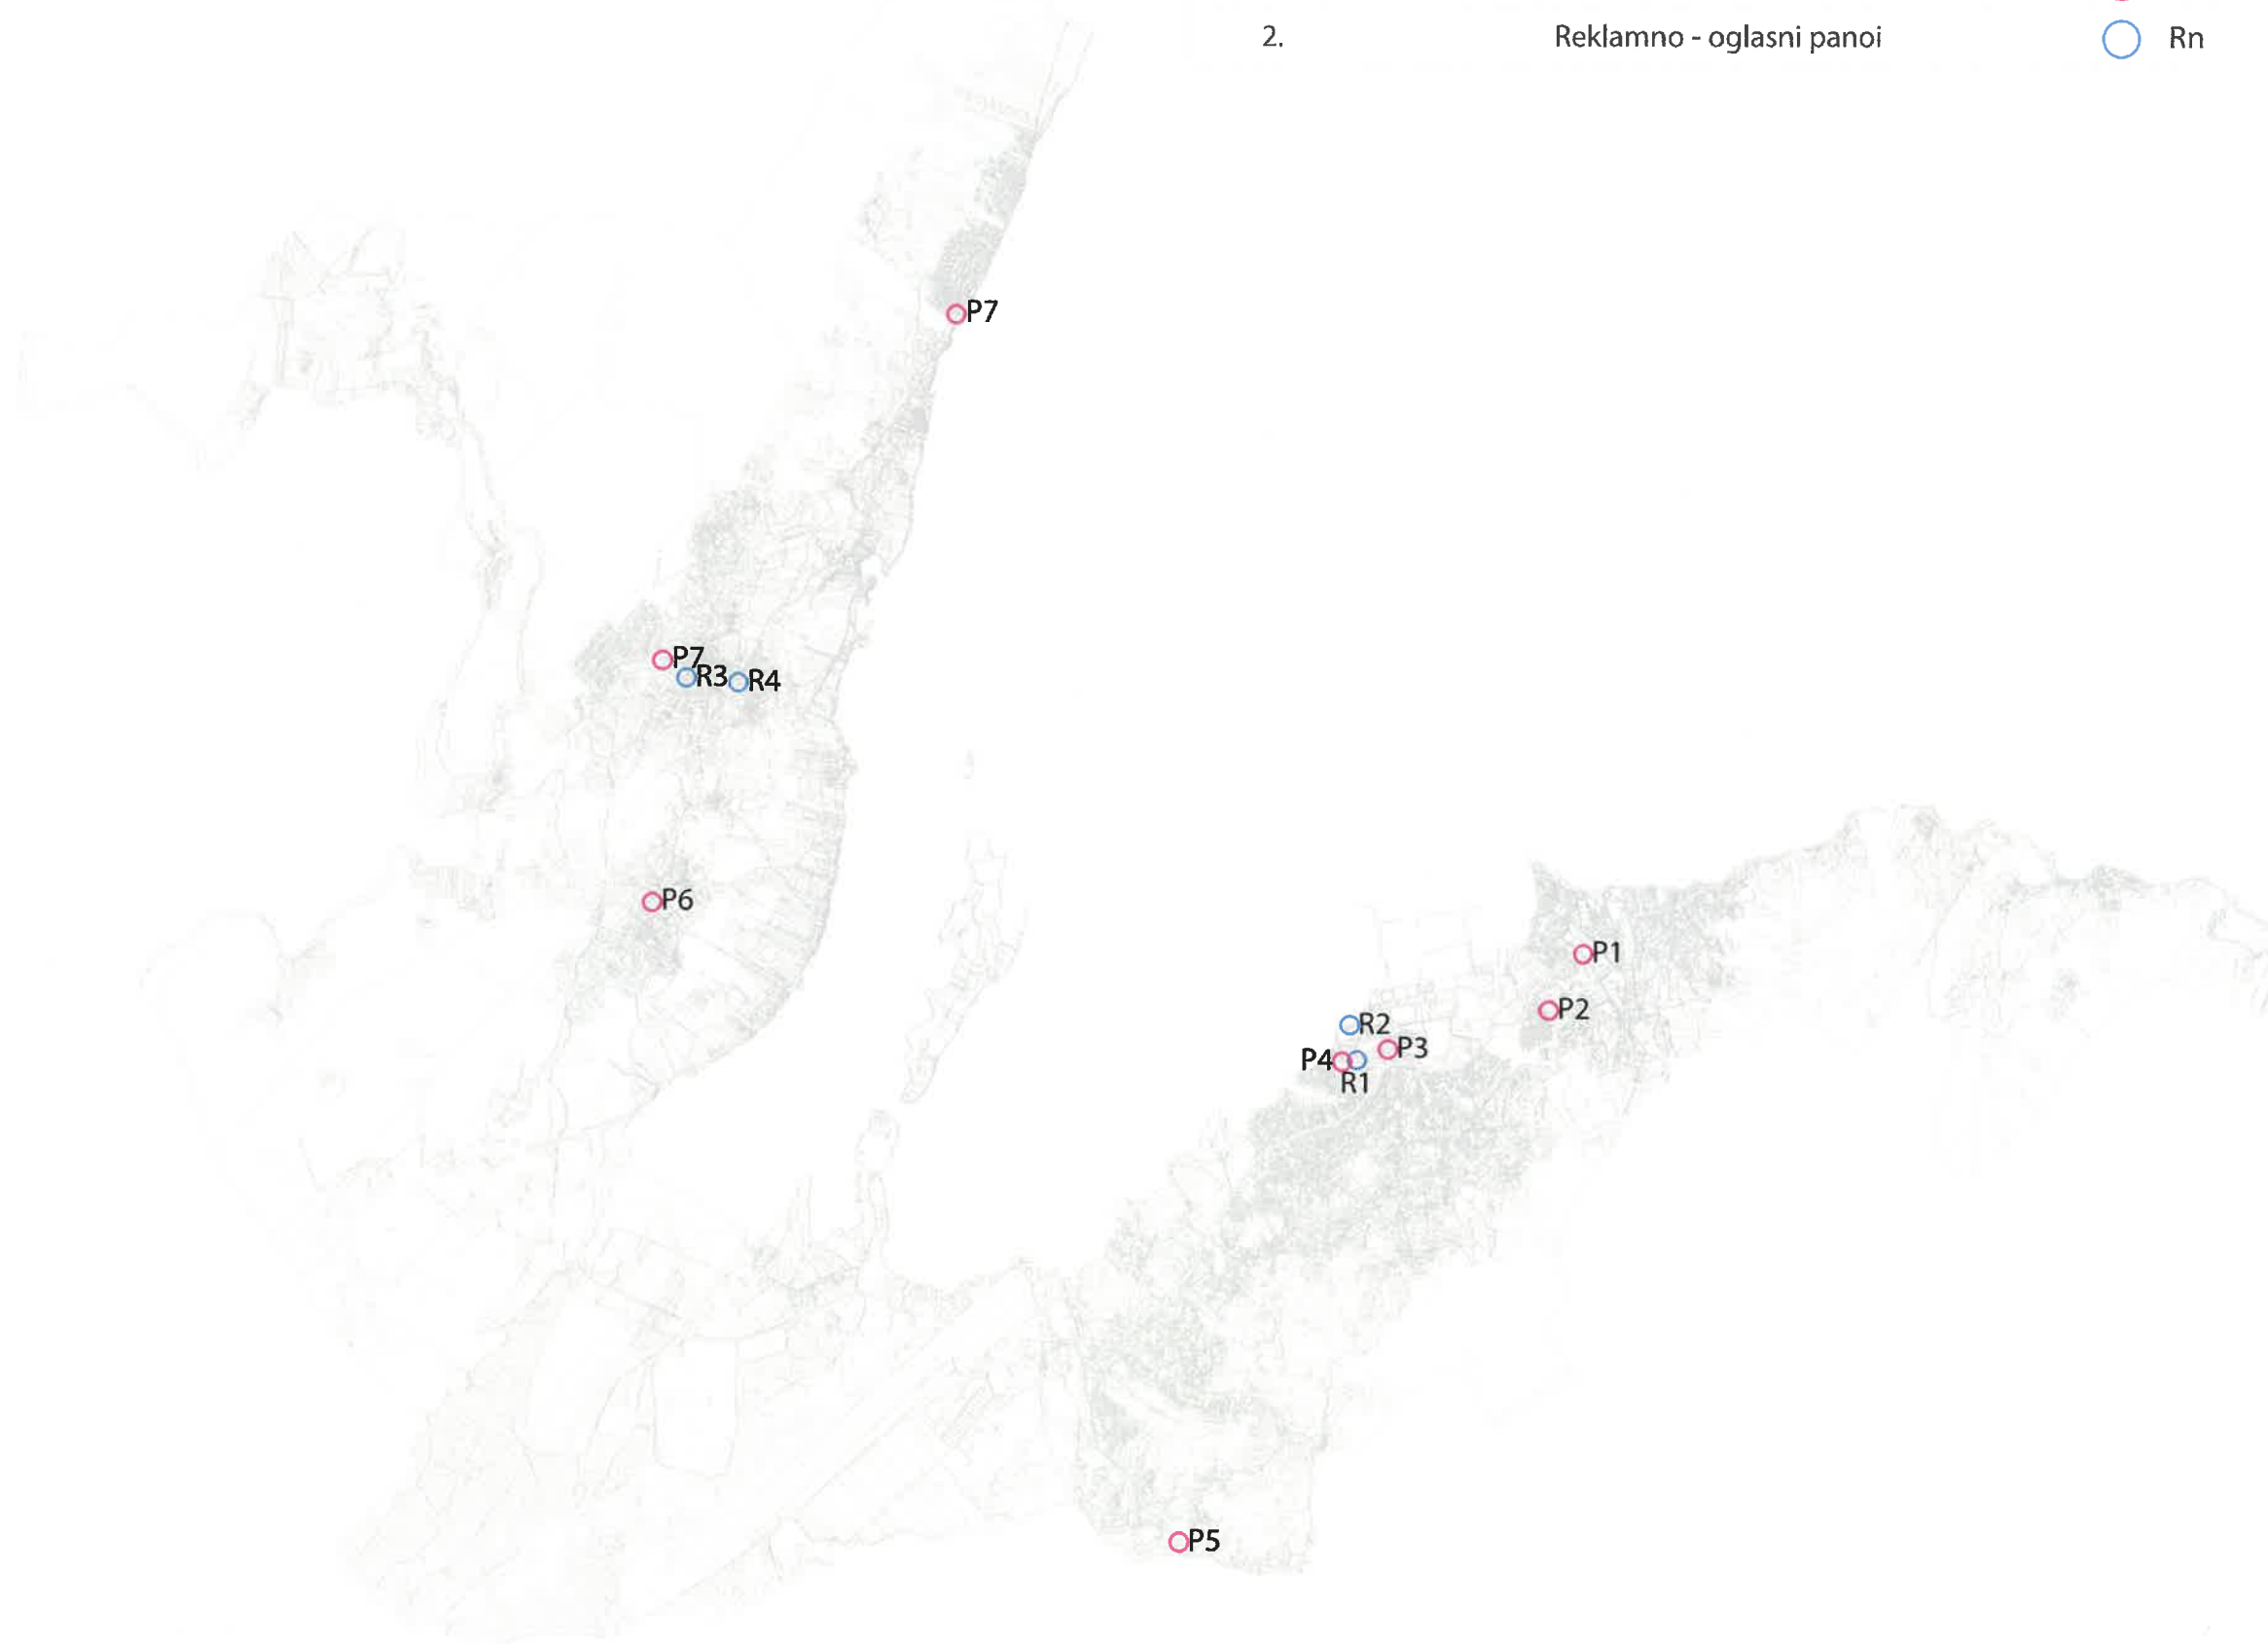 2. Reklamno - oglasni panoi Rn
P7
P7
R3 R4
P6
P1
P2
R2
P3
P4
R1
P5